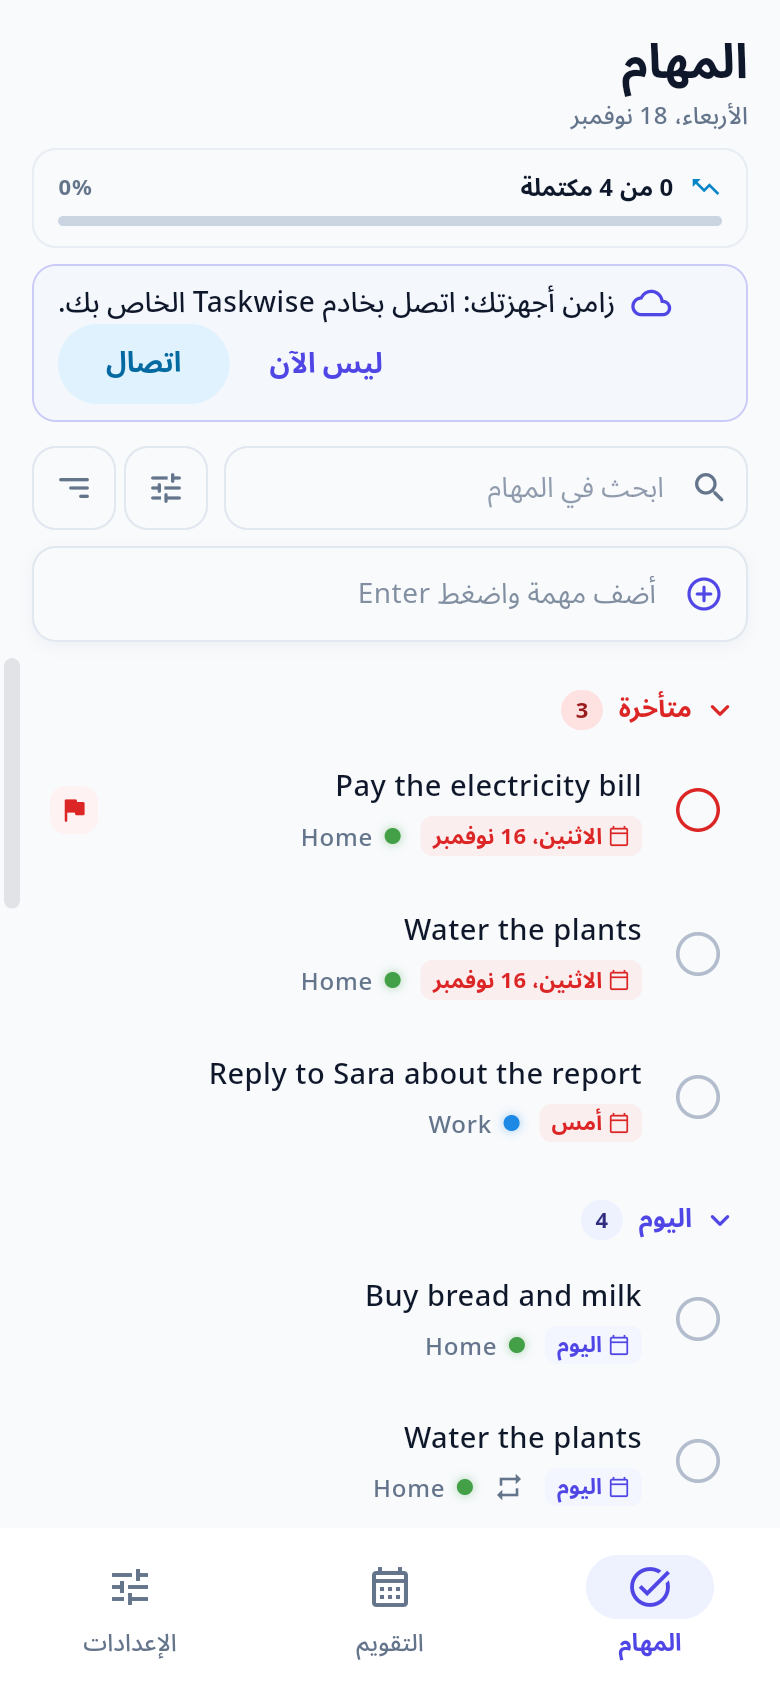 المهام
الأربعاء، 18 نوفمبر
0 من 4 مكتملة
0%
زامن أجهزتك: اتصل بخادم Taskwise الخاص بك.
ليس الآن
اتصال
ابحث في المهام
أضف مهمة واضغط Enter
متأخرة 3
Pay the electricity bill
الاثنين، 16 نوفمبر Home
Water the plants
الاثنين، 16 نوفمبر Home
Reply to Sara about the report
أمس Work
اليوم 4
Buy bread and milk
اليوم Home
Water the plants
اليوم Home
المهام
التقويم
الإعدادات